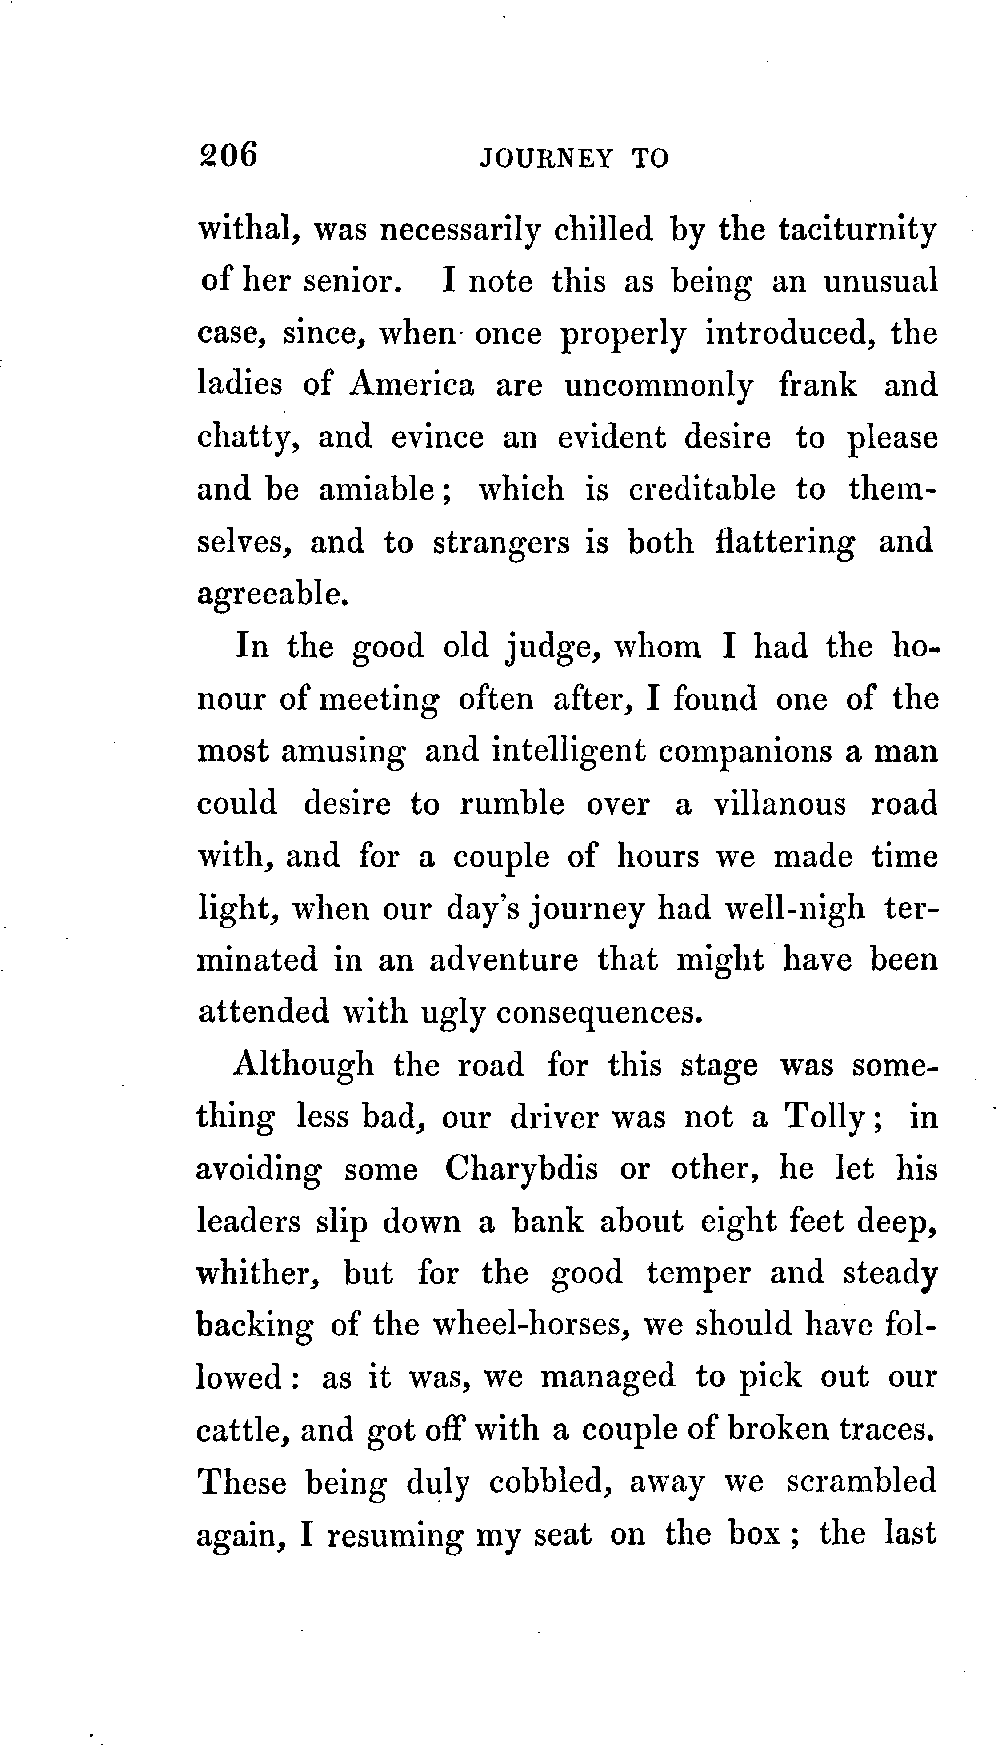 206 JOURNEY TO
withal, was necessarily chilled by the taciturnity
of her senior. I note this as being an unusual
case, since, when once properly introduced, the
ladies of America are uncommonly frank and
chatty, and evince an evident desire to please
and be amiable; which is creditable to them-
selves, and to strangers is both flattering and
agreeable.
In the good old judge, whom I had the ho-
nour of meeting often after, I found one of the
most amusing and intelligent companions a man
could desire to rumble over a villanous road
with, and for a couple of hours we made time
light, when our day's journey had well-nigh ter-
minated in an adventure that might have been
attended with ugly consequences.
Although the road for this stage was some-
thing less bad, our driver was not a Tolly; in
avoiding some Charybdis or other, he let his
leaders slip down a bank about eight feet deep,
whither, but for the good temper and steady
backing of the wheel-horses, we should have fol-
lowed: as it was, we managed to pick out our
cattle, and got off with a couple of broken traces.
These being duly cobbled, away we scrambled
again, I resuming my seat on the box; the last